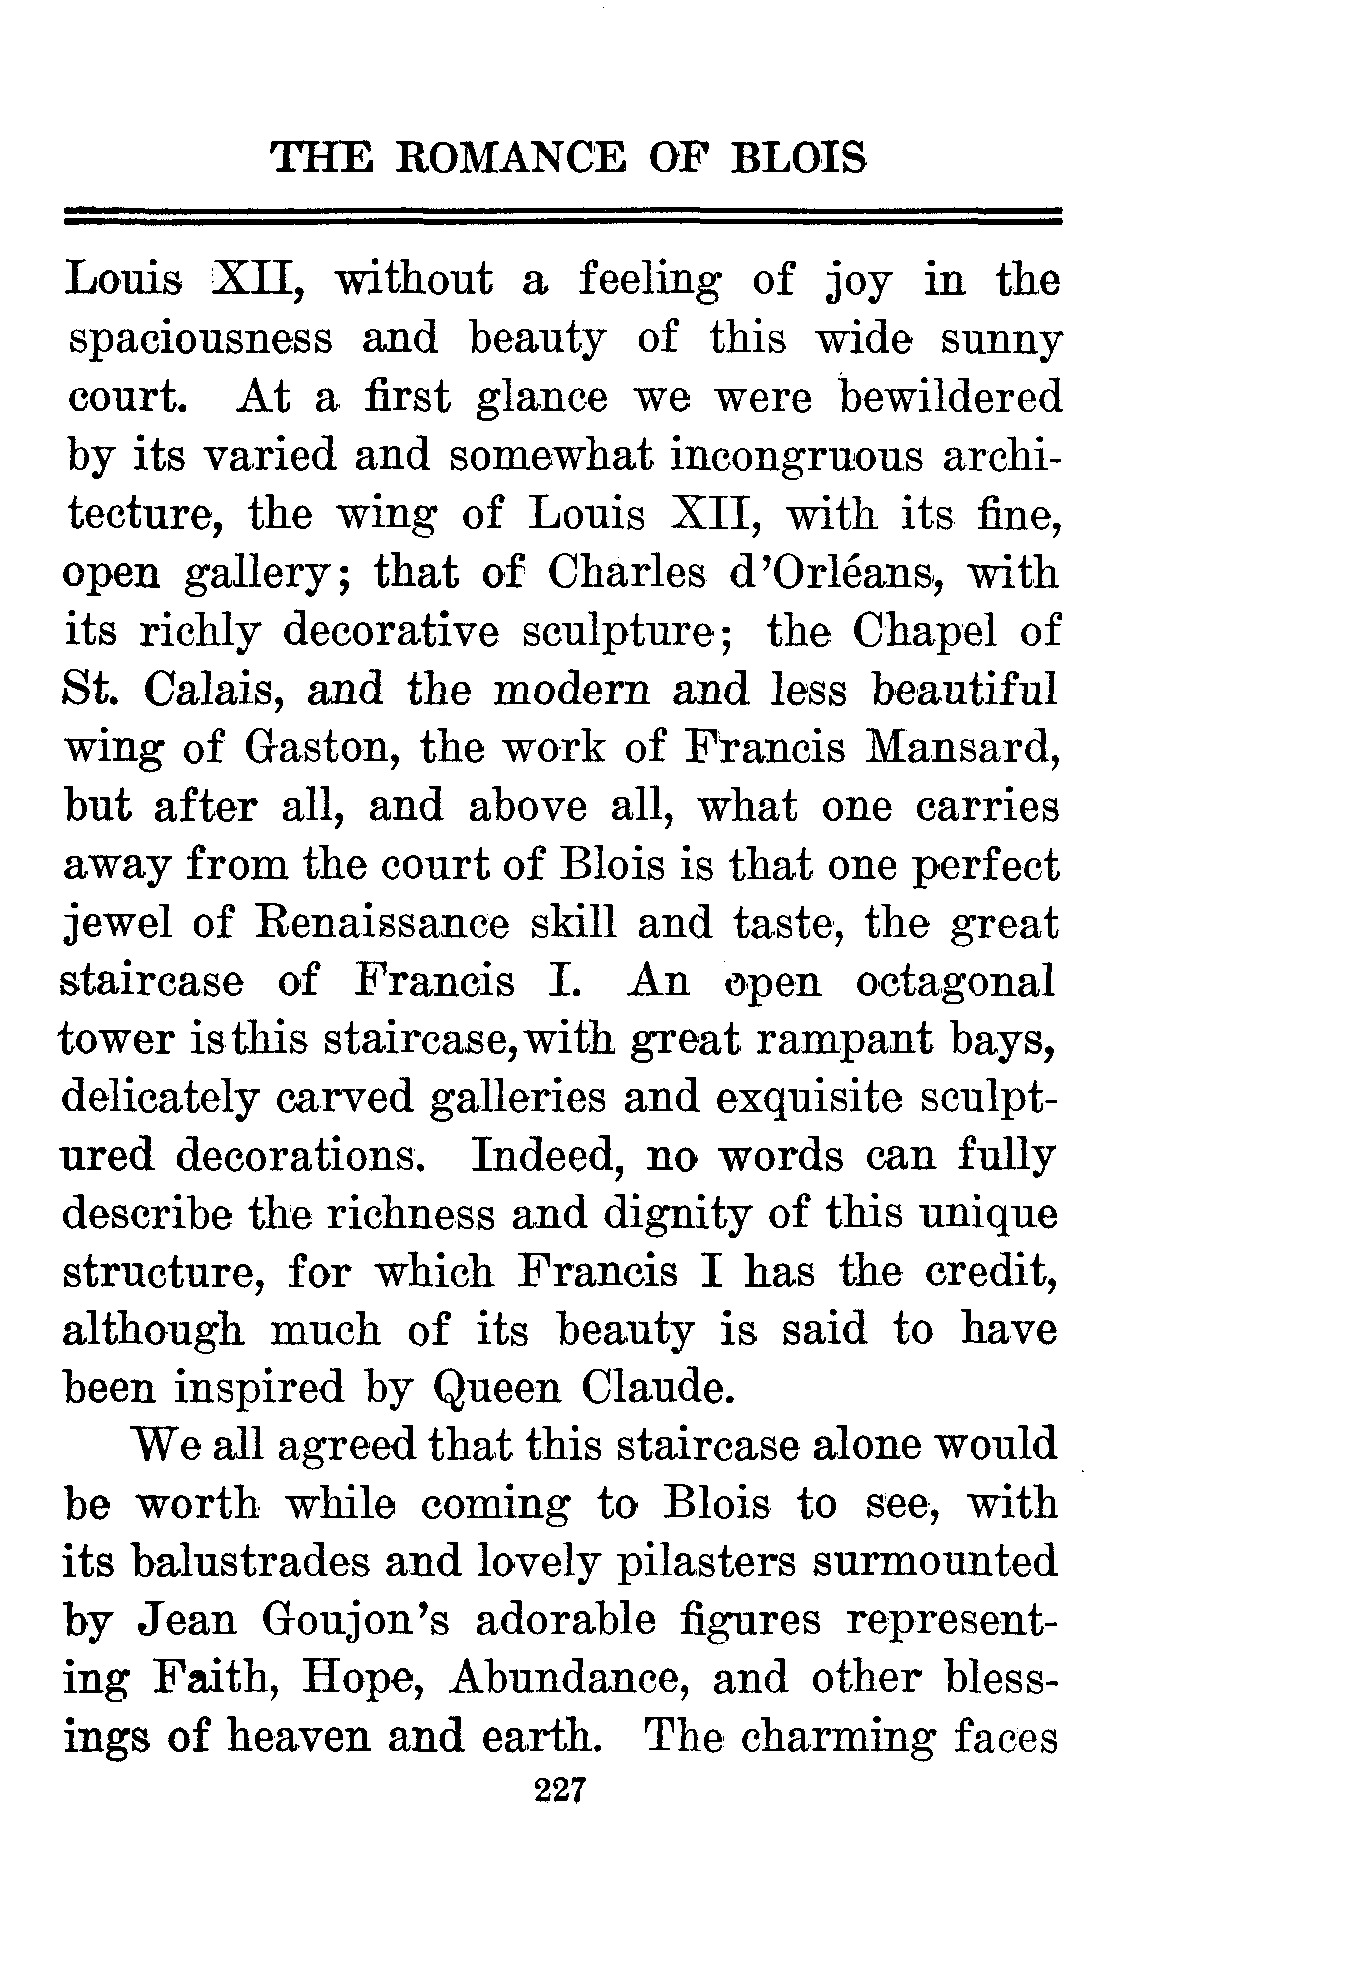 THE ROMANCE OF BLOIS
Louis XII, without a feeling of joy in the
spaciousness and beauty of this wide sunny
court. At a first glance we were bewildered
by its varied and somewhat incongruous archi-
tecture, the wing of Louis XII, with its fine,
open gallery; that of Charles d'Orléans, with
its richly decorative sculpture; the Chapel of
St. Calais, and the modern and less beautiful
wing of Gaston, the work of Francis Mansard,
but after all, and above all, what one carries
away from the court of Blois is that one perfect
jewel of Renaissance skill and taste, the great
staircase of Francis I. An open octagonal
tower is this staircase, with great rampant bays,
delicately carved galleries and exquisite sculpt-
ured decorations. Indeed, no words can fully
describe the richness and dignity of this unique
structure, for which Francis I has the credit,
although much of its beauty is said to have
been inspired by Queen Claude.
We all agreed that this staircase alone would
be worth while coming to Blois to see, with
its balustrades and lovely pilasters surmounted
by Jean Goujon's adorable figures represent-
ing Faith, Hope, Abundance, and other bless-
ings of heaven and earth. The charming faces
227